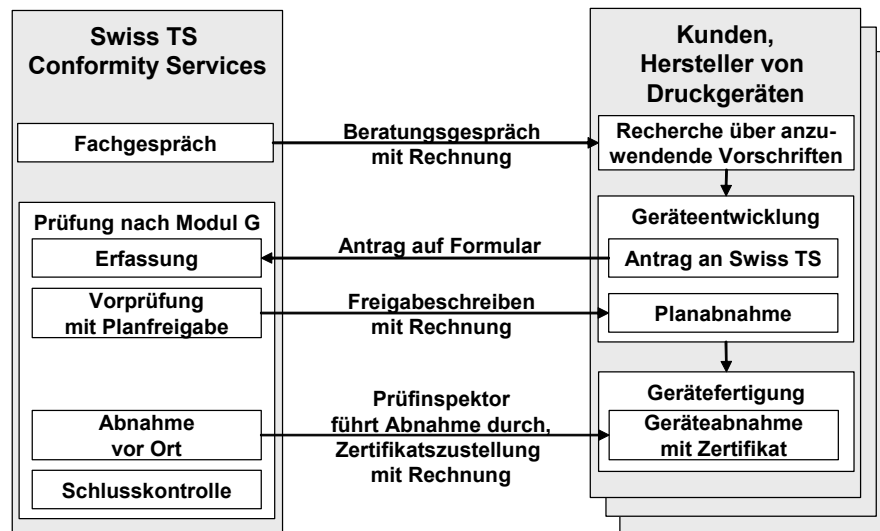 Swiss TS
Conformity Services
Kunden,
Hersteller von
Druckgeräten
Fachgespräch
Beratungsgespräch
mit Rechnung
Recherche über anzu-
wendende Vorschriften
Prüfung nach Modul G
Erfassung
Antrag auf Formular
Geräteentwicklung
Antrag an Swiss TS
Vorprüfung
mit Planfreigabe
Freigabeschreiben
mit Rechnung
Planabnahme
Abnahme
vor Ort
Prüfinspektor
führt Abnahme durch,
Zertifikatszustellung
mit Rechnung
Gerätefertigung
Geräteabnahme
mit Zertifikat
Schlusskontrolle